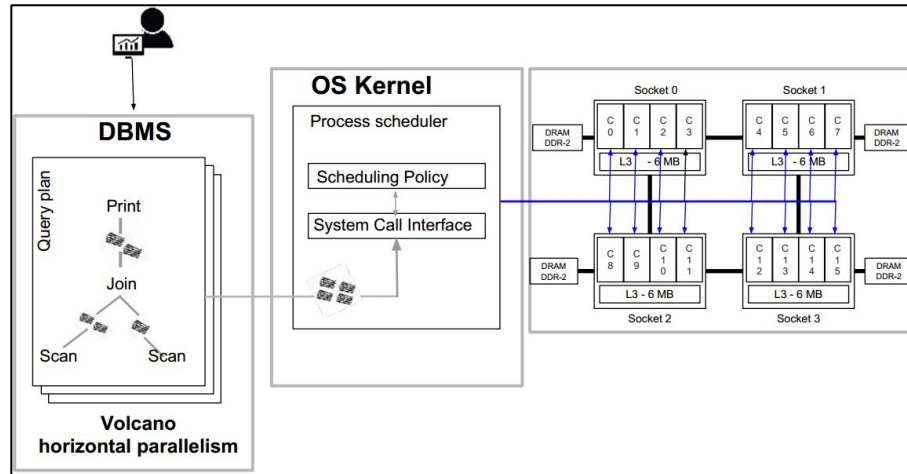 DBMS
Query plan
Print
Join
Scan
Scan
Volcano
horizontal parallelism
OS Kernel
Process scheduler
Scheduling Policy
System Call Interface
Socket 0
Socket 1
DRAM
DDR-2
C
0
C
1
C
2
C
3
L3 - 6 MB
C
4
C
5
C
6
C
7
L3 - 6 MB
DRAM
DDR-2
DRAM
DDR-2
C
8
C
9
C
1
0
C
1
1
L3 - 6 MB
C
1
2
C
1
3
C
1
4
C
1
5
L3 - 6 MB
DRAM
DDR-2
Socket 2
Socket 3